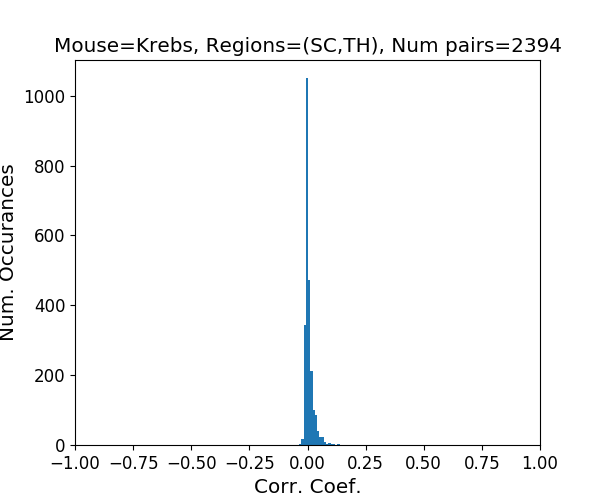 Mouse=Krebs, Regions=(SC,TH), Num pairs=2394
Num. Occurances
1000
800
600
400
200
0
−1.00 −0.75 −0.50 −0.25 0.00 0.25 0.50 0.75 1.00
Corr. Coef.